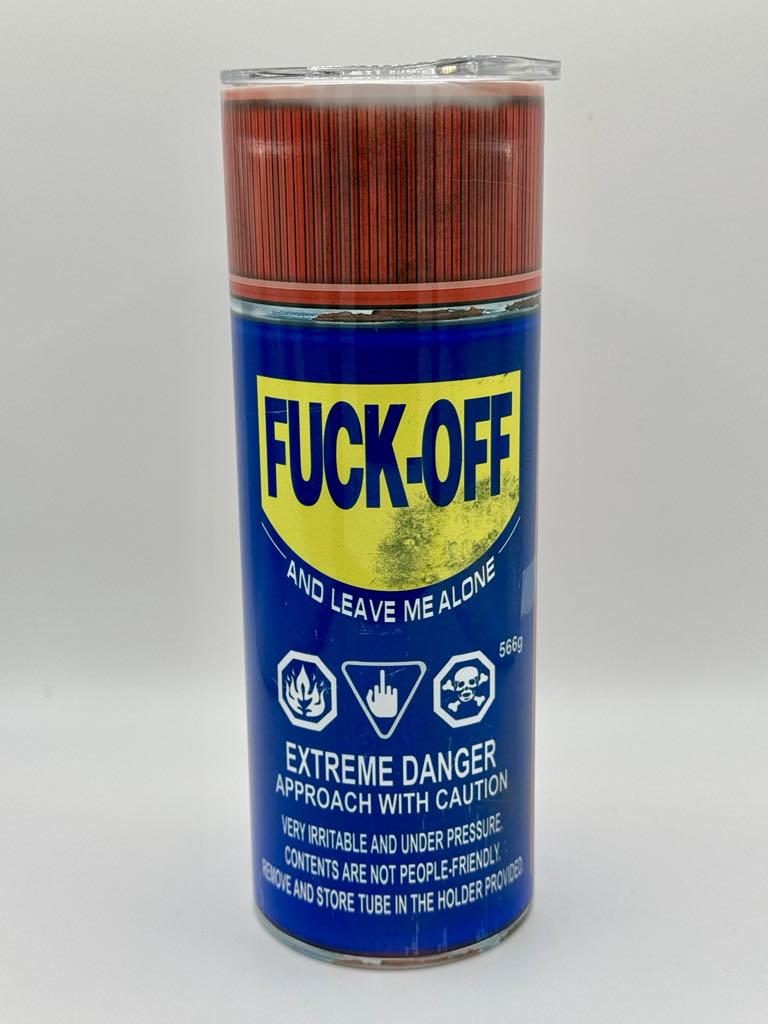 FUCK-OFF
AND LEAVE ME ALONE
566g
EXTREME DANGER
APPROACH WITH CAUTION
VERY IRRITABLE AND UNDER PRESSURE.
CONTENTS ARE NOT PEOPLE-FRIENDLY.
REMOVE AND STORE TUBE IN THE HOLDER PROVIDED.